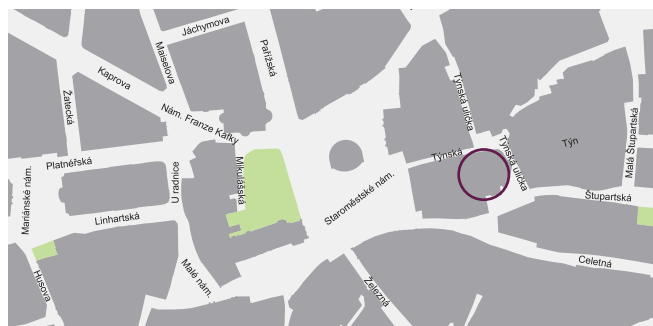 Jáchymova
Maiselova
Pařížská
Kaprova
Žatecká
Nám. Franze Kafky
Týnská ulička
Týnská
Týnská ulička
Týn
Malá Štupartská
Platnéřská
U radnice
Mikulášská
Mariánské nám.
Linhartská
Staroměstské nám.
Štupartská
Husova
Malé nám.
Železná
Celetná